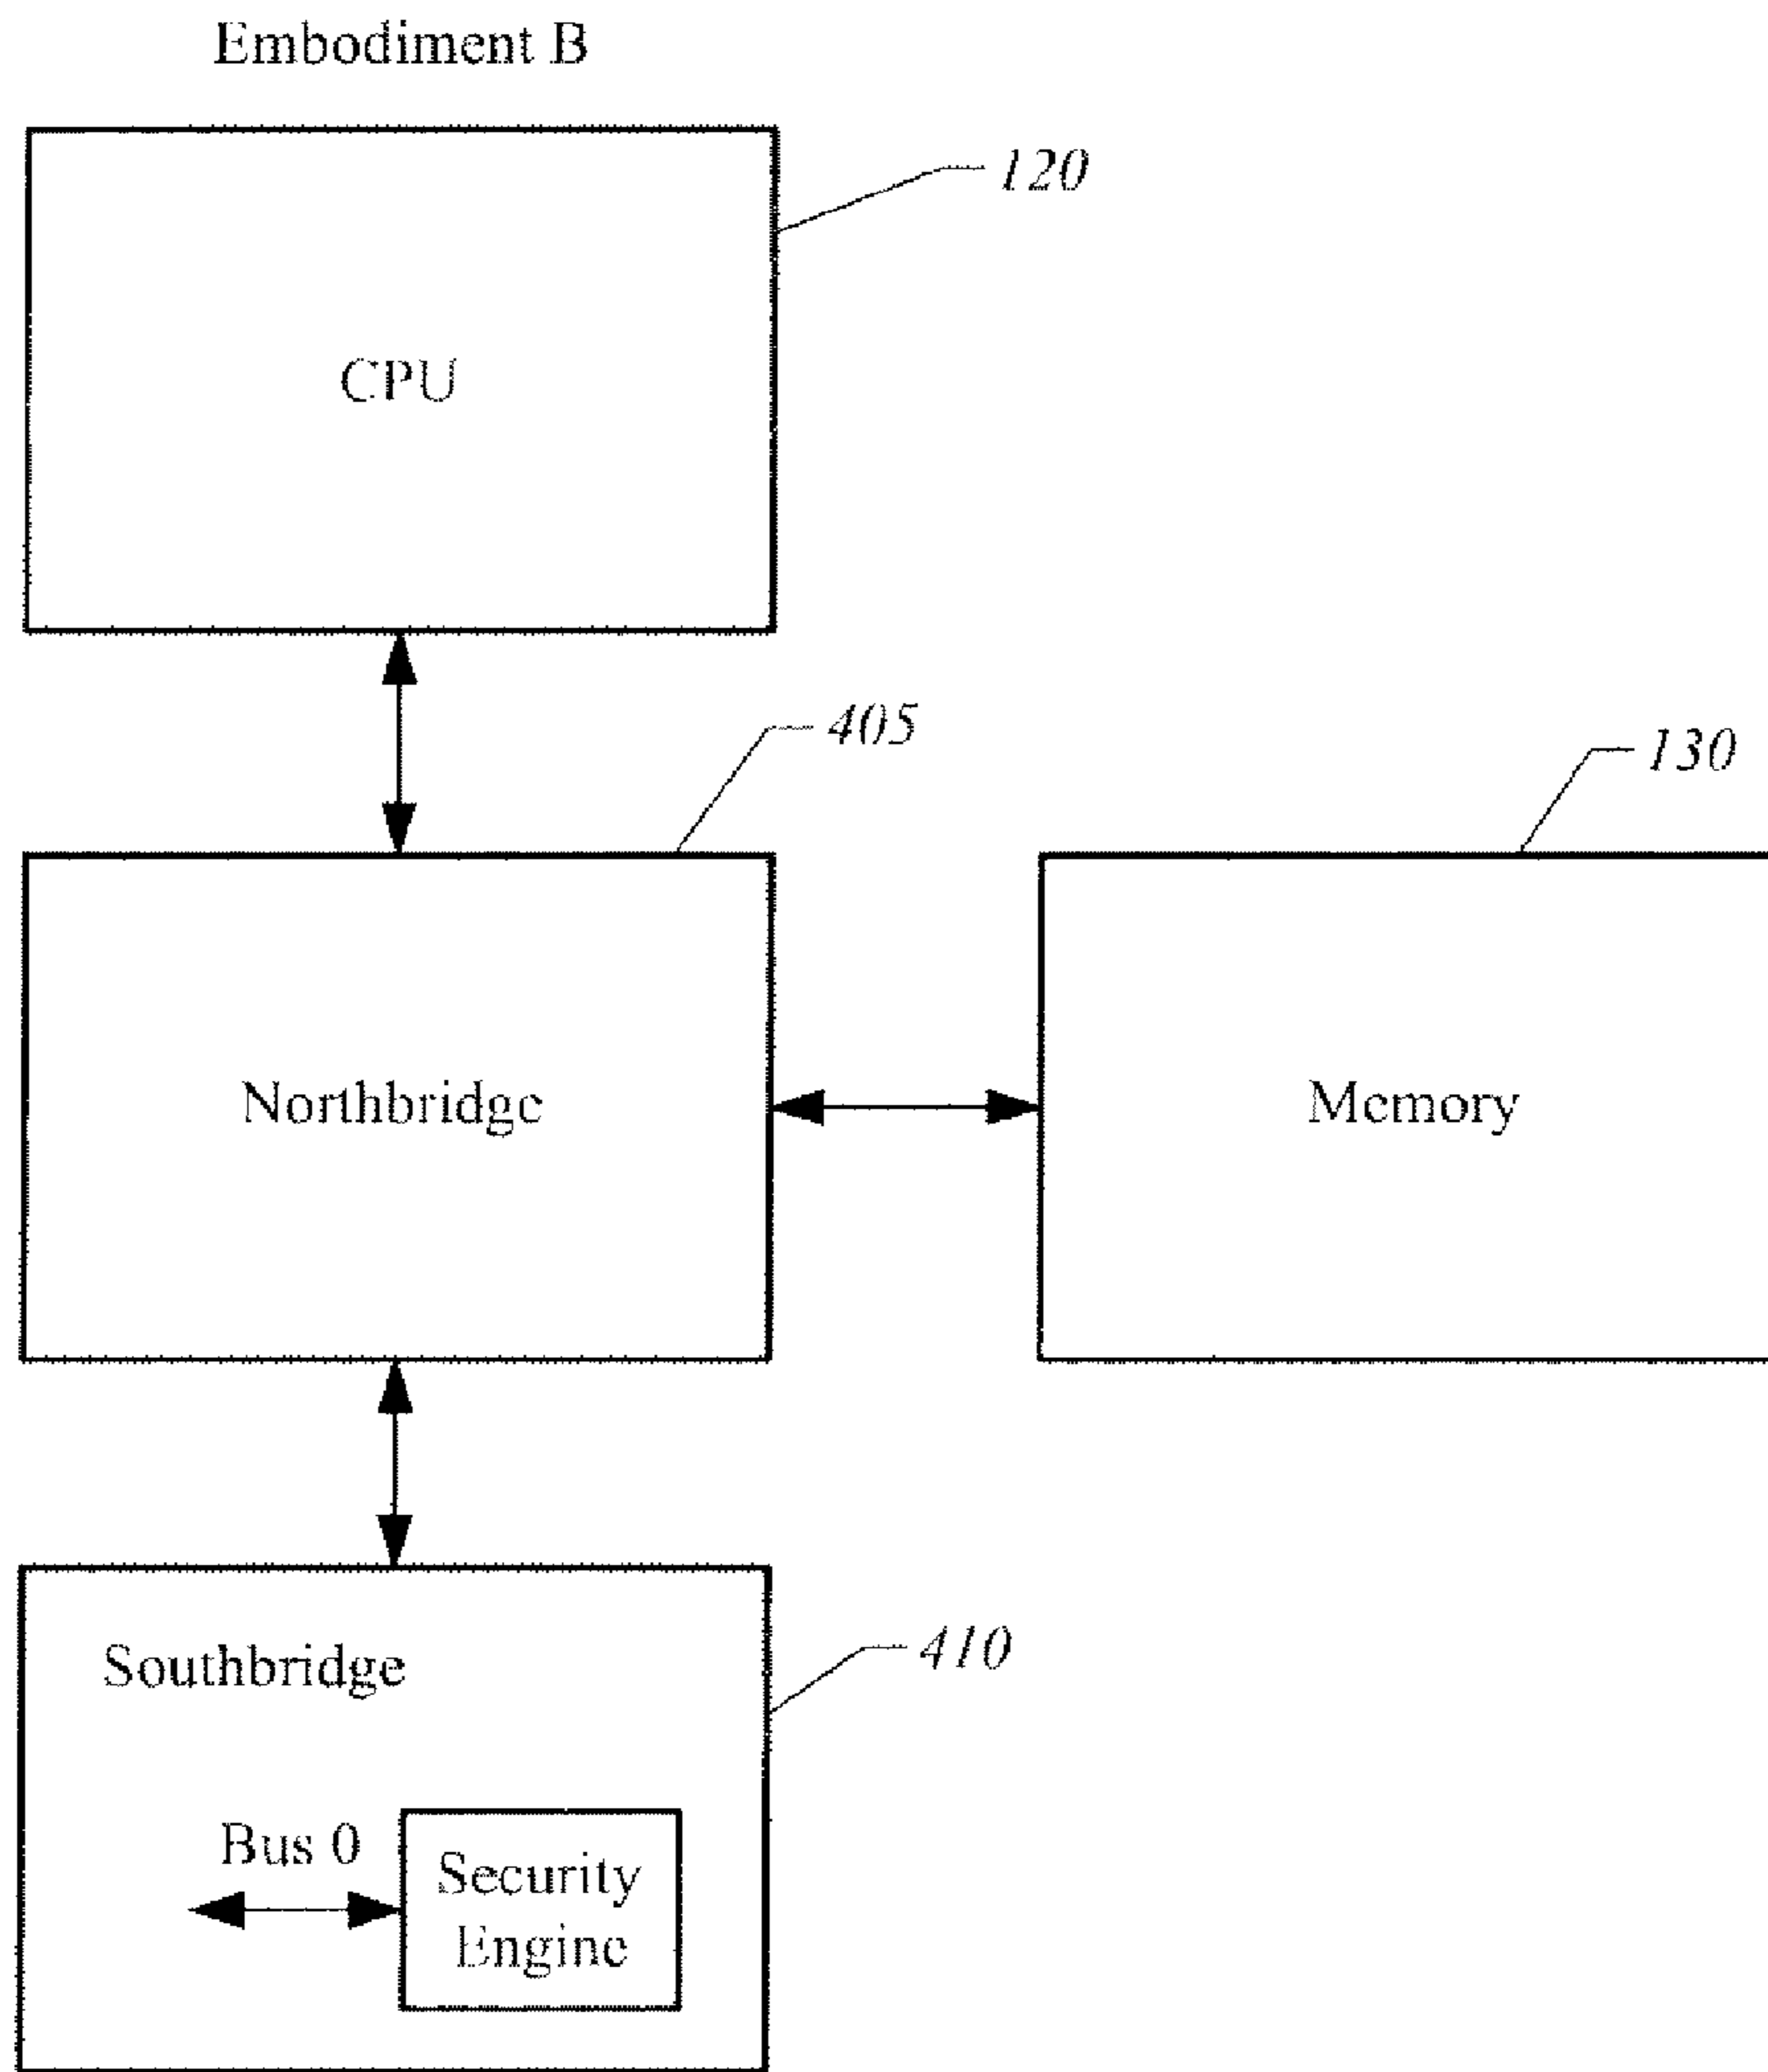 Embodiment B
120
CPU
405
130
Northbridge
Memory
Southbridge
410
Bus 0
Security
Engine